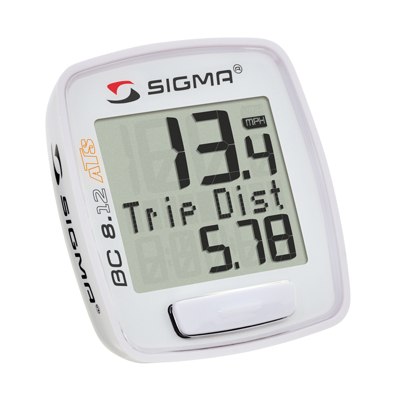 SIGMA®
13.4 MPH
Trip Dist
5.78
BC 8.12 ATS
SIGMA®